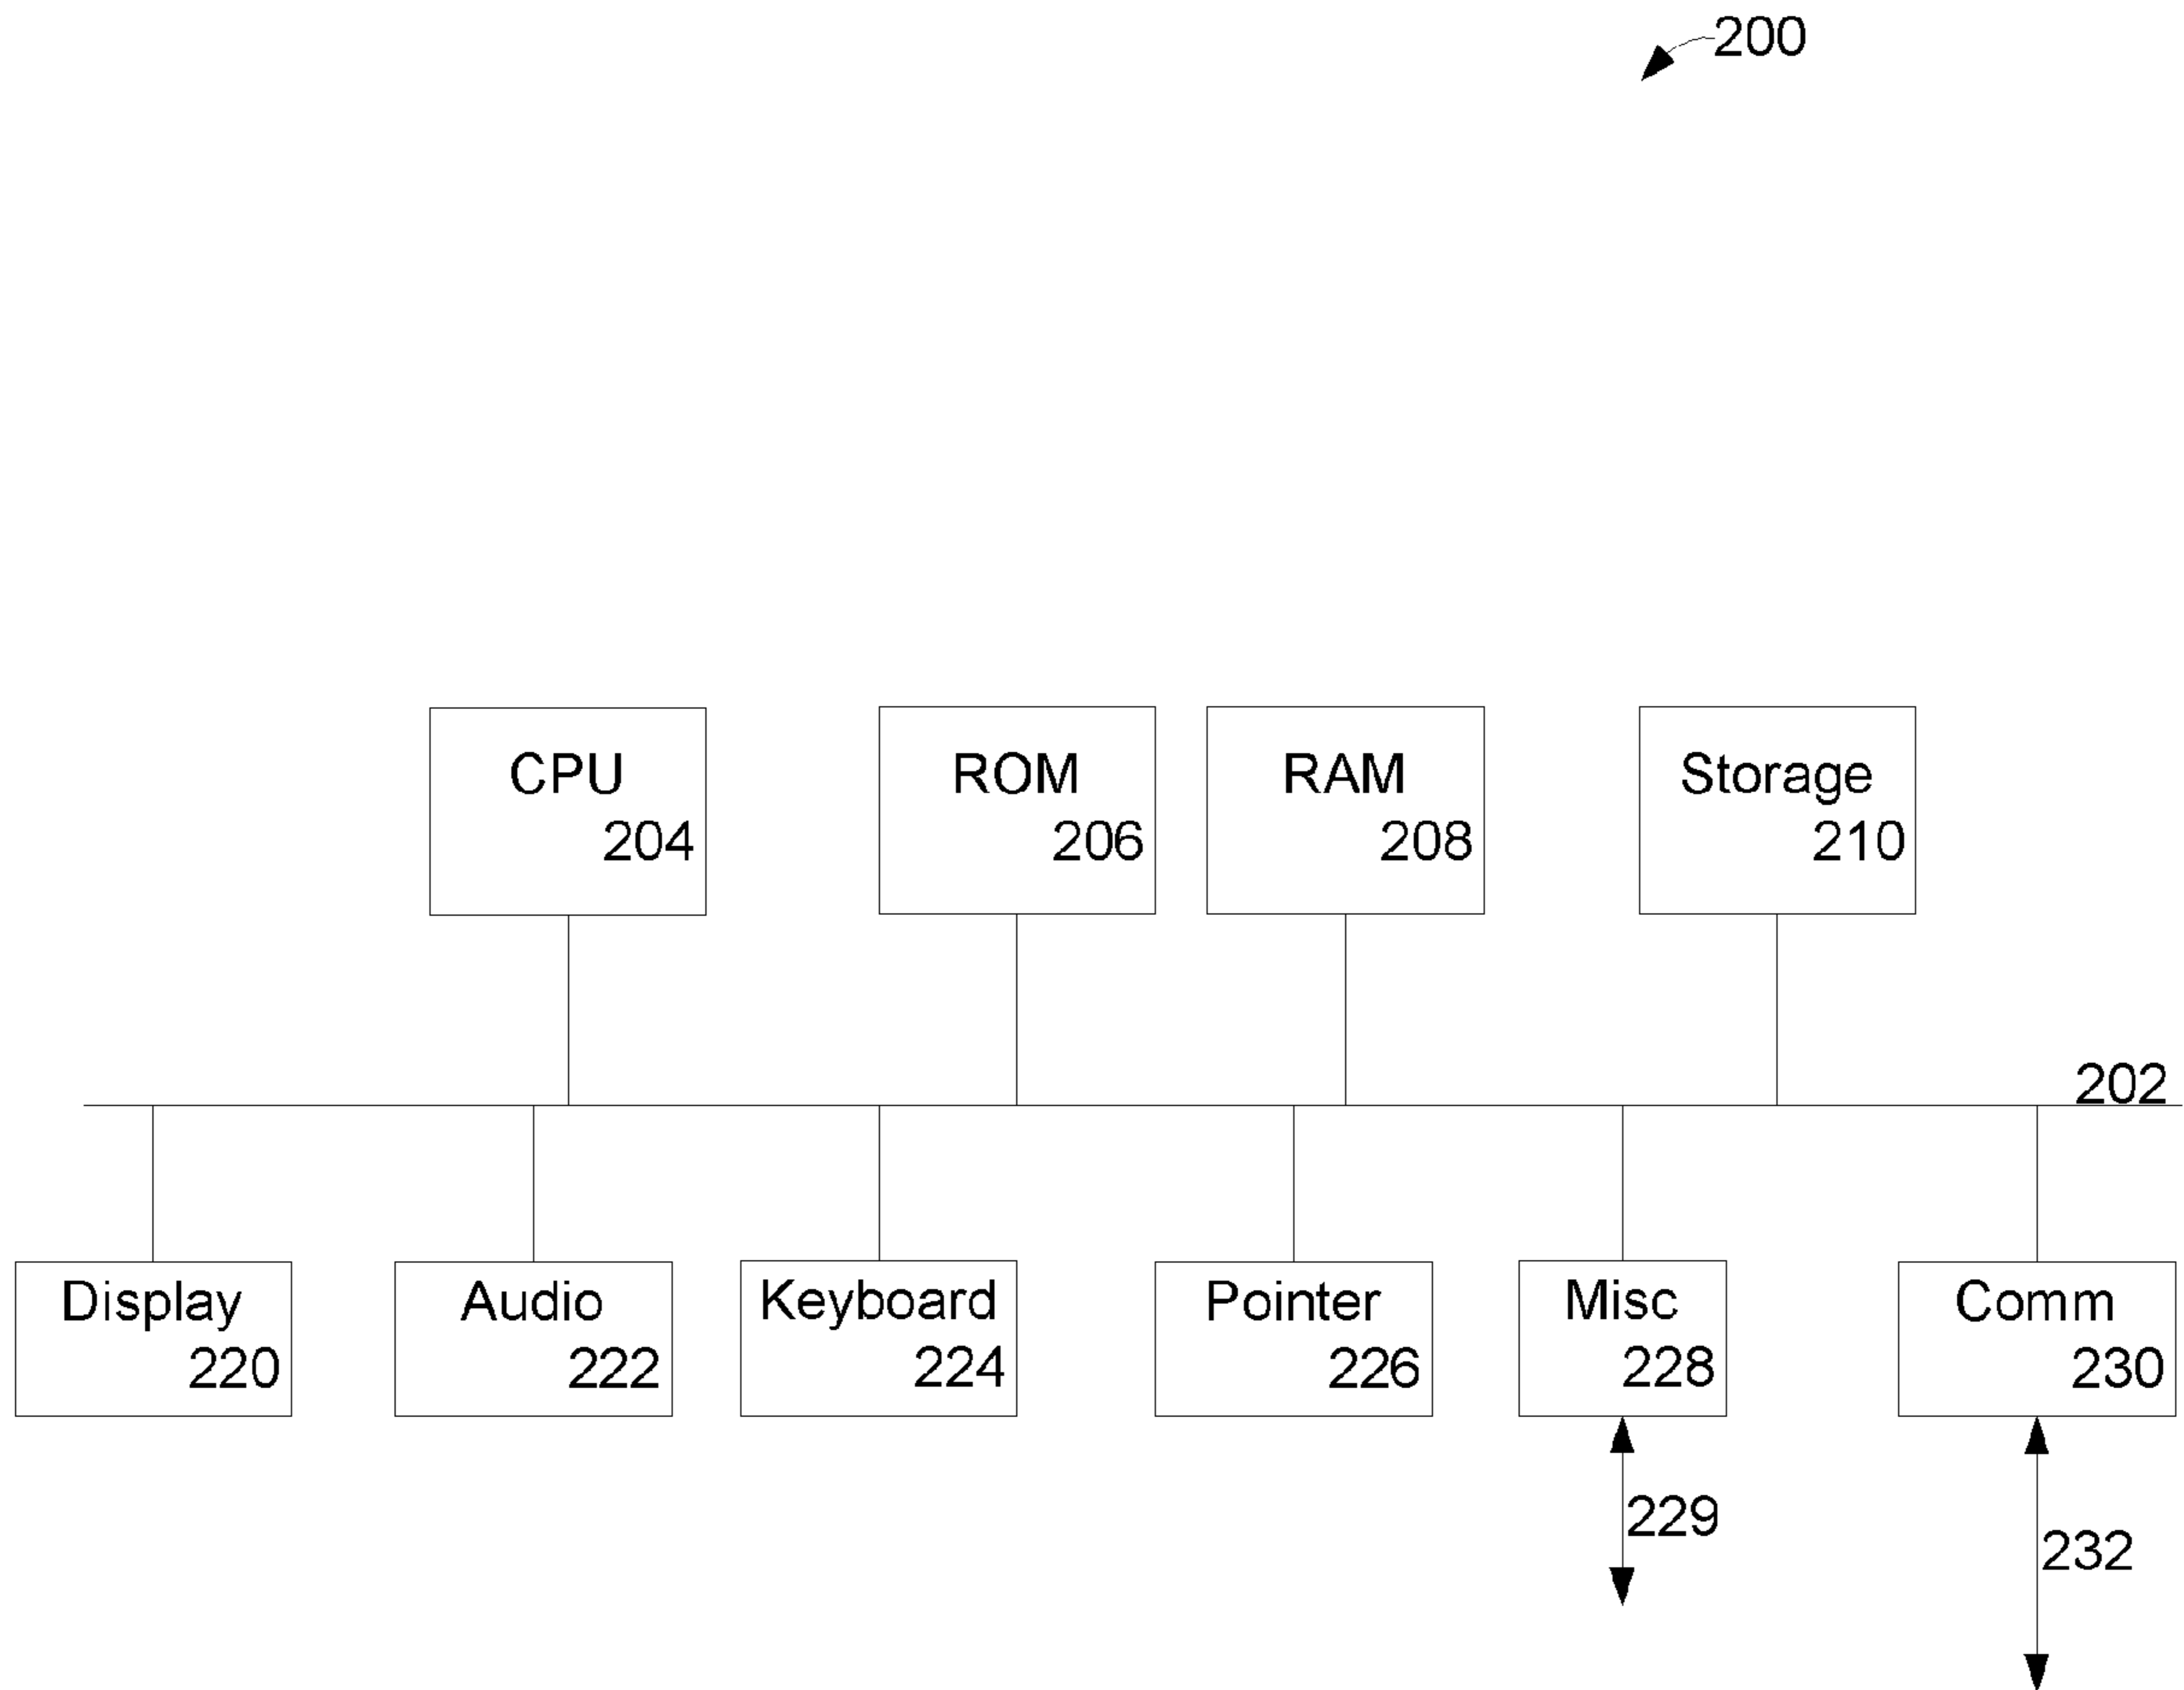 200
CPU
204
ROM
206
RAM
208
Storage
210
202
Display
220
Audio
222
Keyboard
224
Pointer
226
Misc
228
Comm
230
229
232